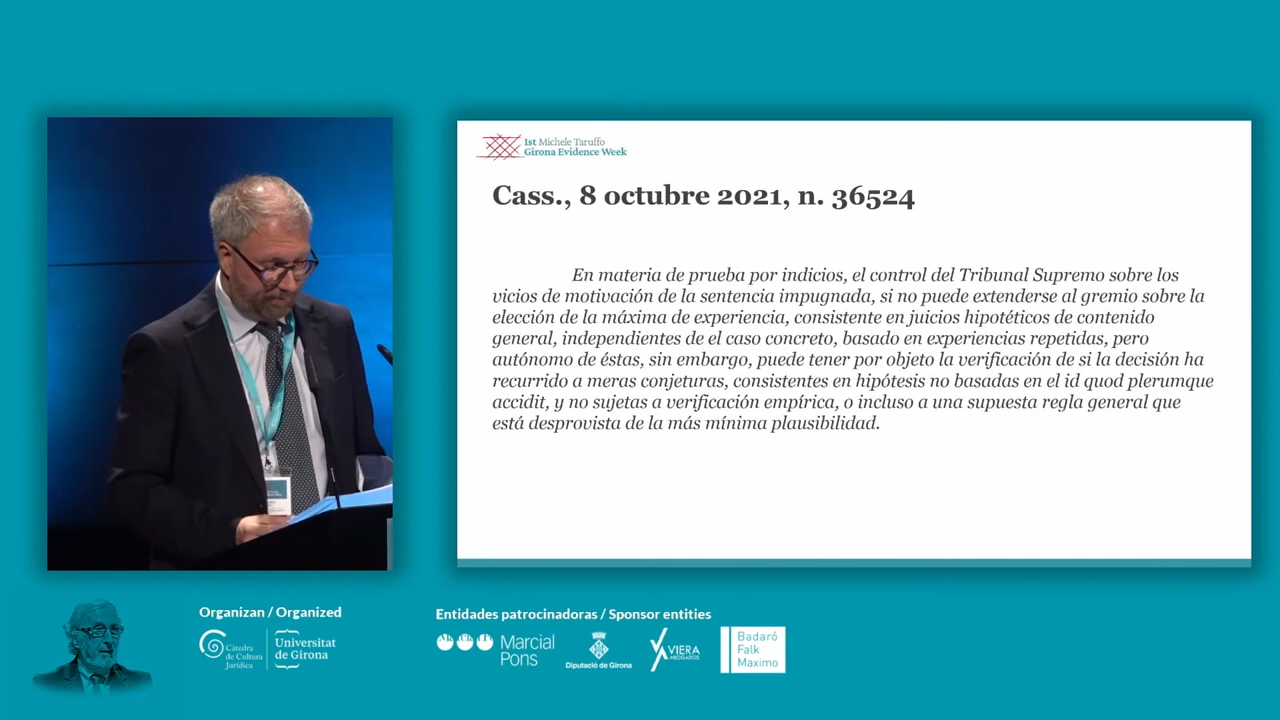 1st Michele Taruffo
Girona Evidence Week
Cass., 8 octubre 2021, n. 36524
En materia de prueba por indicios, el control del Tribunal Supremo sobre los
vicios de motivación de la sentencia impugnada, si no puede extenderse al gremio sobre la
elección de la máxima de experiencia, consistente en juicios hipotéticos de contenido
general, independientes de el caso concreto, basado en experiencias repetidas, pero
autónomo de éstas, sin embargo, puede tener por objeto la verificación de si la decisión ha
recurrido a meras conjeturas, consistentes en hipótesis no basadas en el id quod plerumque
accidit, y no sujetas a verificación empírica, o incluso a una supuesta regla general que
está desprovista de la más mínima plausibilidad.
Organizan / Organized
Càtedra
de Cultura
Jurídica
Universitat
de Girona
Entidades patrocinadoras / Sponsor entities
Marcial
Pons
Diputació de Girona
VIERA
ABOGADOS
Badaró
Falk
Maximo